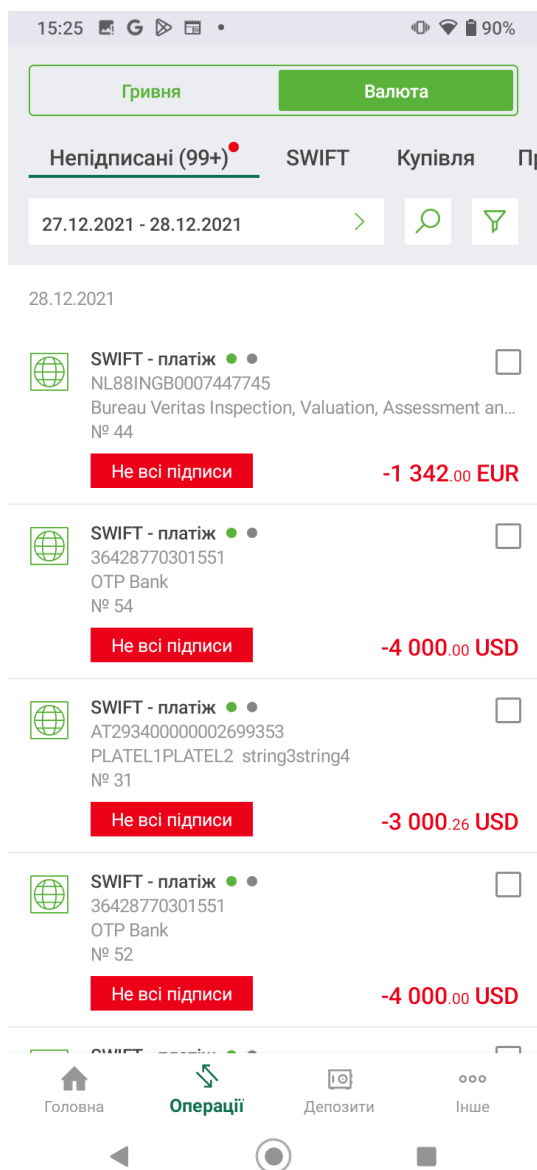 15:25 G 90%
Гривня Валюта
Непідписані (99+) SWIFT Купівля
27.12.2021 - 28.12.2021
28.12.2021
SWIFT - платіж
NL88INGB0007447745
Bureau Veritas Inspection, Valuation, Assessment an...
№ 44
Не всі підписи -1 342.00 EUR
SWIFT - платіж
36428770301551
OTP Bank
№ 54
Не всі підписи -4 000.00 USD
SWIFT - платіж
AT293400000002699353
PLATEL1PLATEL2 string3string4
№ 31
Не всі підписи -3 000.26 USD
SWIFT - платіж
36428770301551
OTP Bank
№ 52
Не всі підписи -4 000.00 USD
SWIFT - платіж
Головна Операції Депозити Інше